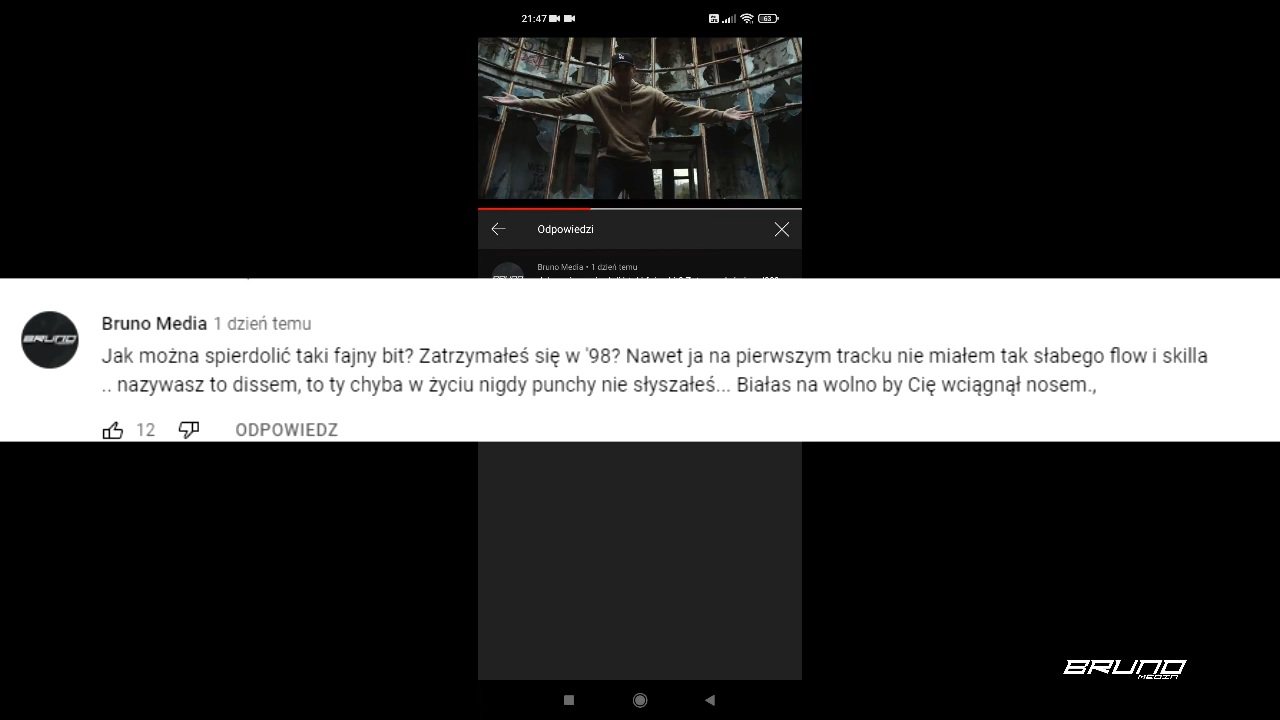 21:47
63
Odpowiedzi
Bruno Media • 1 dzień temu
Bruno Media 1 dzień temu
Jak można spierdolić taki fajny bit? Zatrzymałeś się w '98? Nawet ja na pierwszym tracku nie miałem tak słabego flow i skilla
.. nazywasz to dissem, to ty chyba w życiu nigdy punchy nie słyszałeś... Białas na wolno by Cię wciągnął nosem.,
12 ODPOWIEDZ
BRUNO
MEDIA